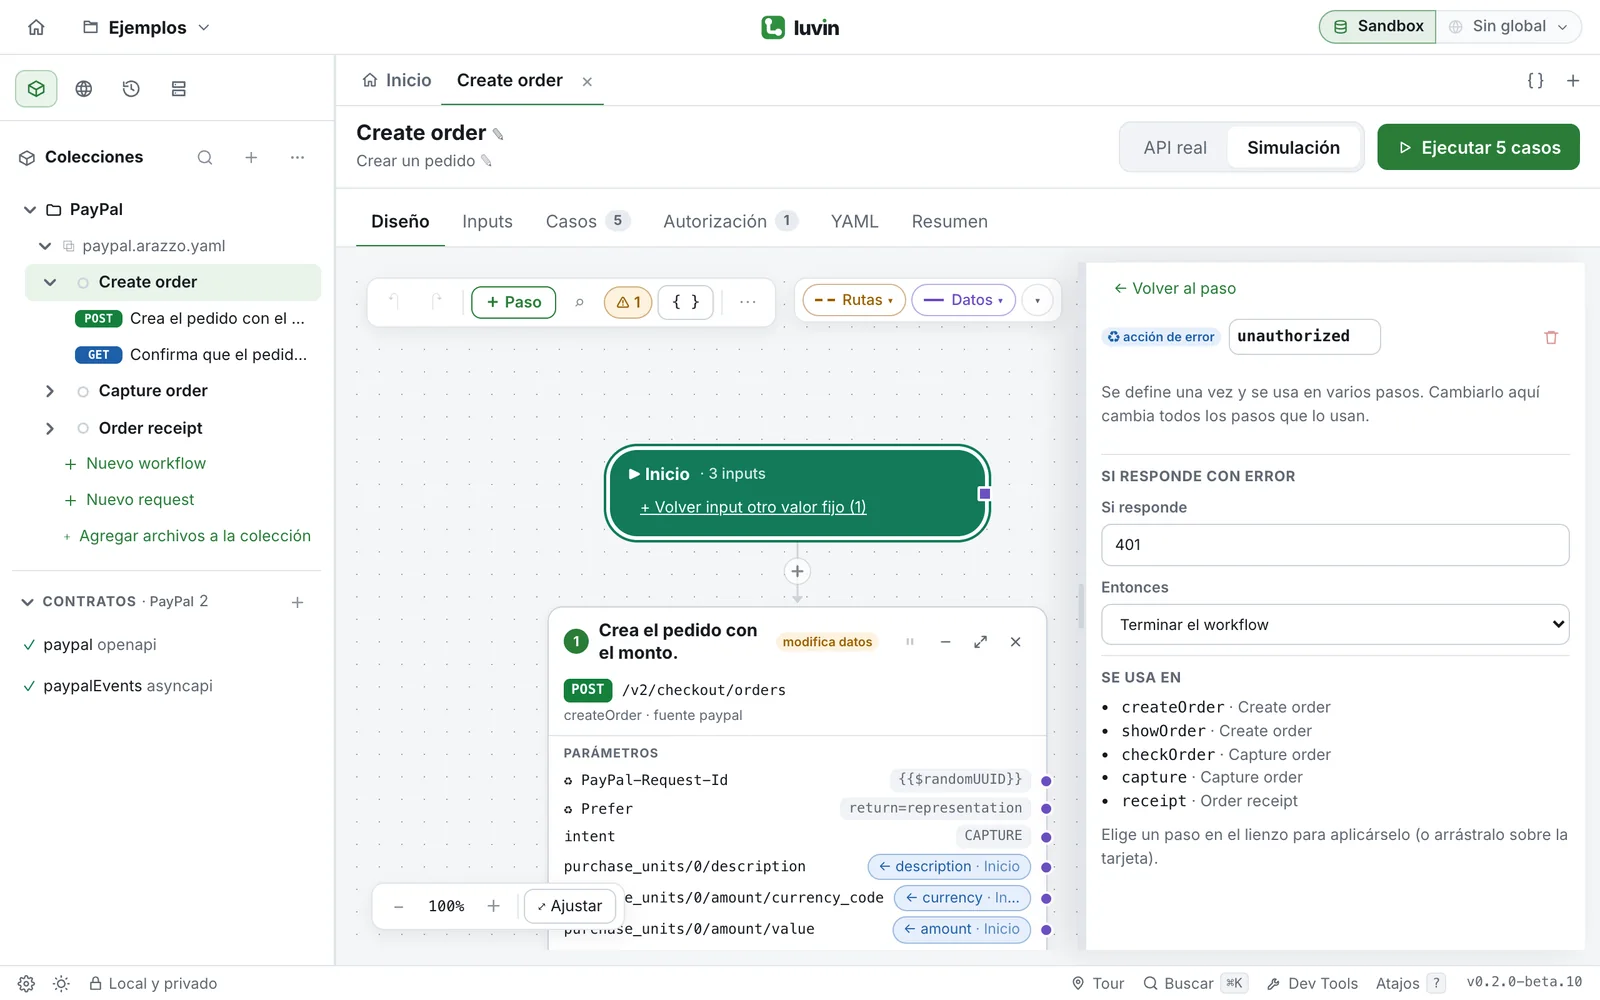 Ejemplos
luvin
Sandbox
Sin global
Inicio
Create order
Create order
Crear un pedido
API real
Simulación
Ejecutar 5 casos
Colecciones
PayPal
paypal.arazzo.yaml
Create order
POST Crea el pedido con el ...
GET Confirma que el pedid...
Capture order
Order receipt
+ Nuevo workflow
+ Nuevo request
+ Agregar archivos a la colección
CONTRATOS · PayPal 2
paypal openapi
paypalEvents asyncapi
Diseño
Inputs
Casos 5
Autorización 1
YAML
Resumen
+ Paso
1
{ }
Rutas
Datos
Inicio · 3 inputs
+ Volver input otro valor fijo (1)
1 Crea el pedido con
el monto.
modifica datos
POST /v2/checkout/orders
createOrder · fuente paypal
PARÁMETROS
PayPal-Request-Id {{$randomUUID}}
Prefer return=representation
intent CAPTURE
purchase_units/0/description ← description · Inicio
e_units/0/amount/currency_code ← currency · In...
purchase_units/0/amount/value ← amount · Inicio
− 100% +
Ajustar
← Volver al paso
acción de error
unauthorized
Se define una vez y se usa en varios pasos. Cambiarlo aquí
cambia todos los pasos que lo usan.
SI RESPONDE CON ERROR
Si responde
401
Entonces
Terminar el workflow
SE USA EN
• createOrder · Create order
• showOrder · Create order
• checkOrder · Capture order
• capture · Capture order
• receipt · Order receipt
Elige un paso en el lienzo para aplicárselo (o arrástralo sobre la
tarjeta).
Local y privado
Tour
Buscar ⌘K
Dev Tools
Atajos ?
v0.2.0-beta.10